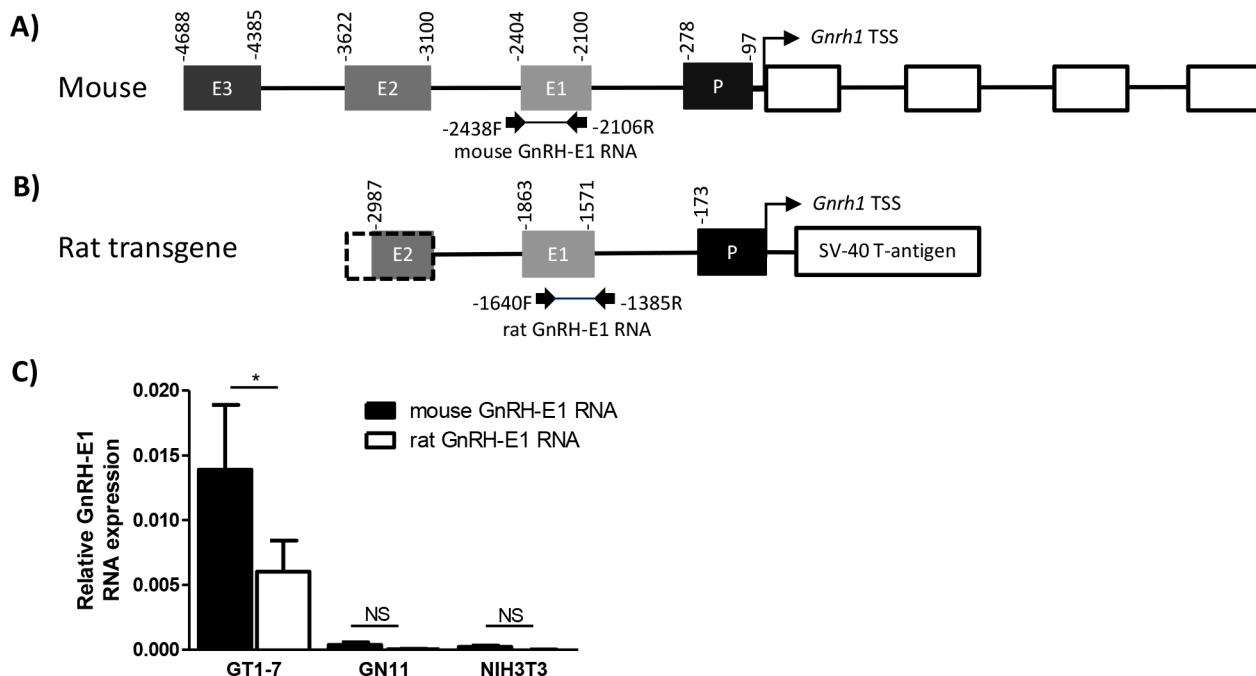 A)
-4688
-4385
-3622
-3100
-2404
-2100
-278
-97
Gnrh1 TSS
Mouse
E3
E2
E1
P
-2438F
-2106R
mouse GnRH-E1 RNA
B)
-2987
-1863
-1571
-173
Gnrh1 TSS
Rat transgene
E2
E1
P
SV-40 T-antigen
-1640F
-1385R
rat GnRH-E1 RNA
C)
Relative GnRH-E1
RNA expression
0.020
0.015
0.010
0.005
0.000
*
NS
NS
mouse GnRH-E1 RNA
rat GnRH-E1 RNA
GT1-7
GN11
NIH3T3